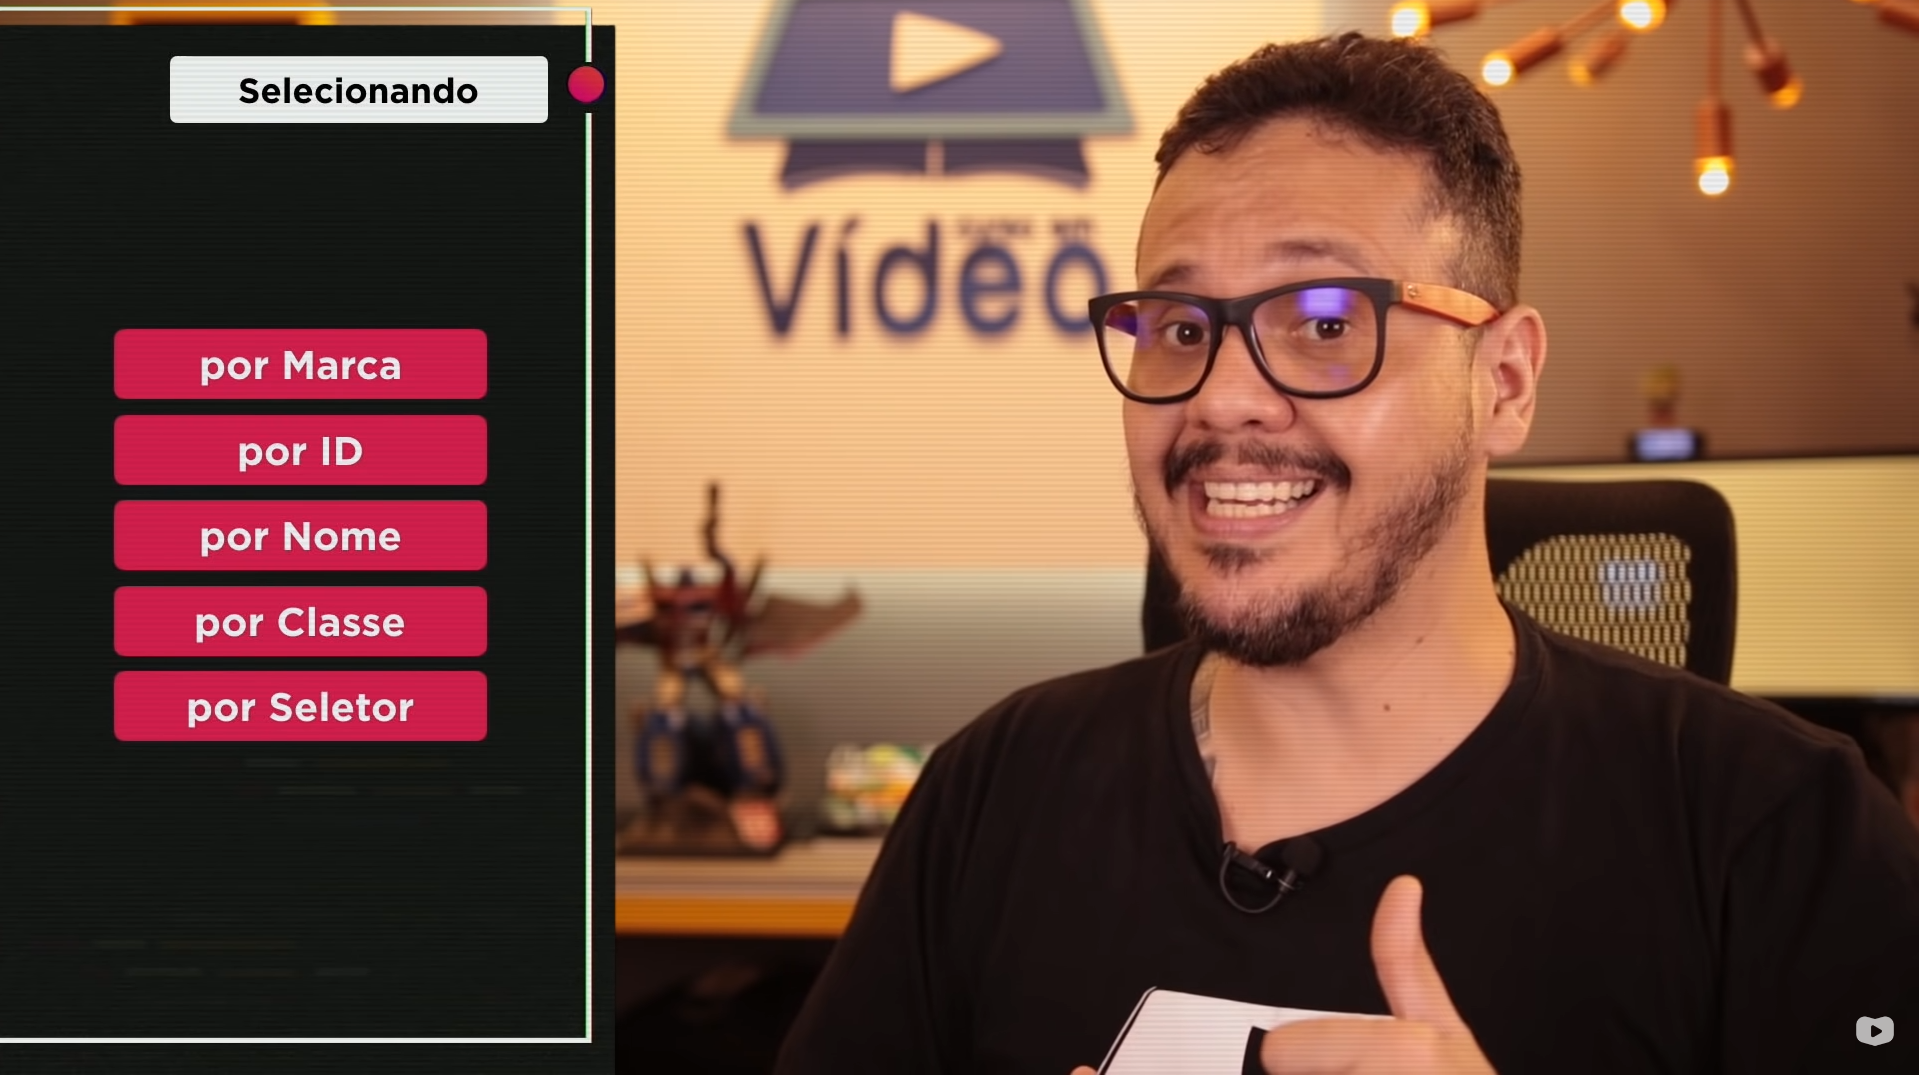 Selecionando
por Marca
por ID
por Nome
por Classe
por Seletor
Vídeo